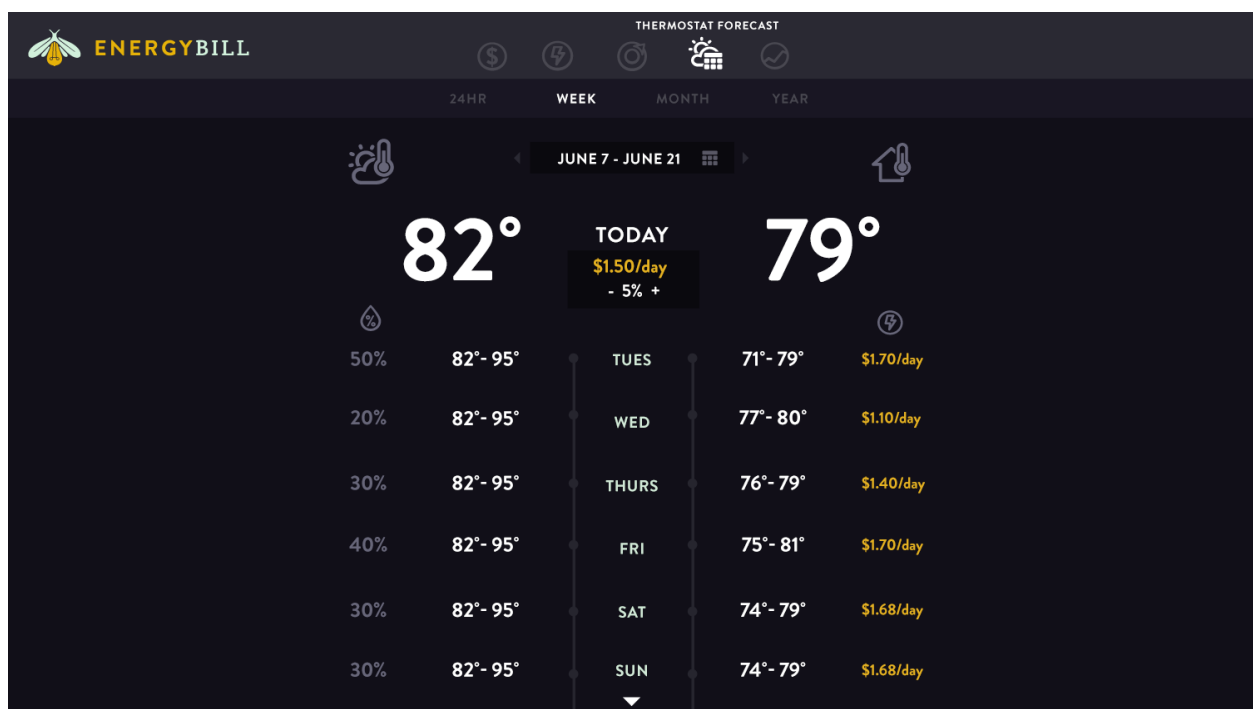 THERMOSTAT FORECAST
ENERGYBILL
$
24HR WEEK MONTH YEAR
JUNE 7 - JUNE 21
82° TODAY 79°
$1.50/day
- 5% +
%
50% 82°- 95° TUES 71°- 79° $1.70/day
20% 82°- 95° WED 77°- 80° $1.10/day
30% 82°- 95° THURS 76°- 79° $1.40/day
40% 82°- 95° FRI 75°- 81° $1.70/day
30% 82°- 95° SAT 74°- 79° $1.68/day
30% 82°- 95° SUN 74°- 79° $1.68/day